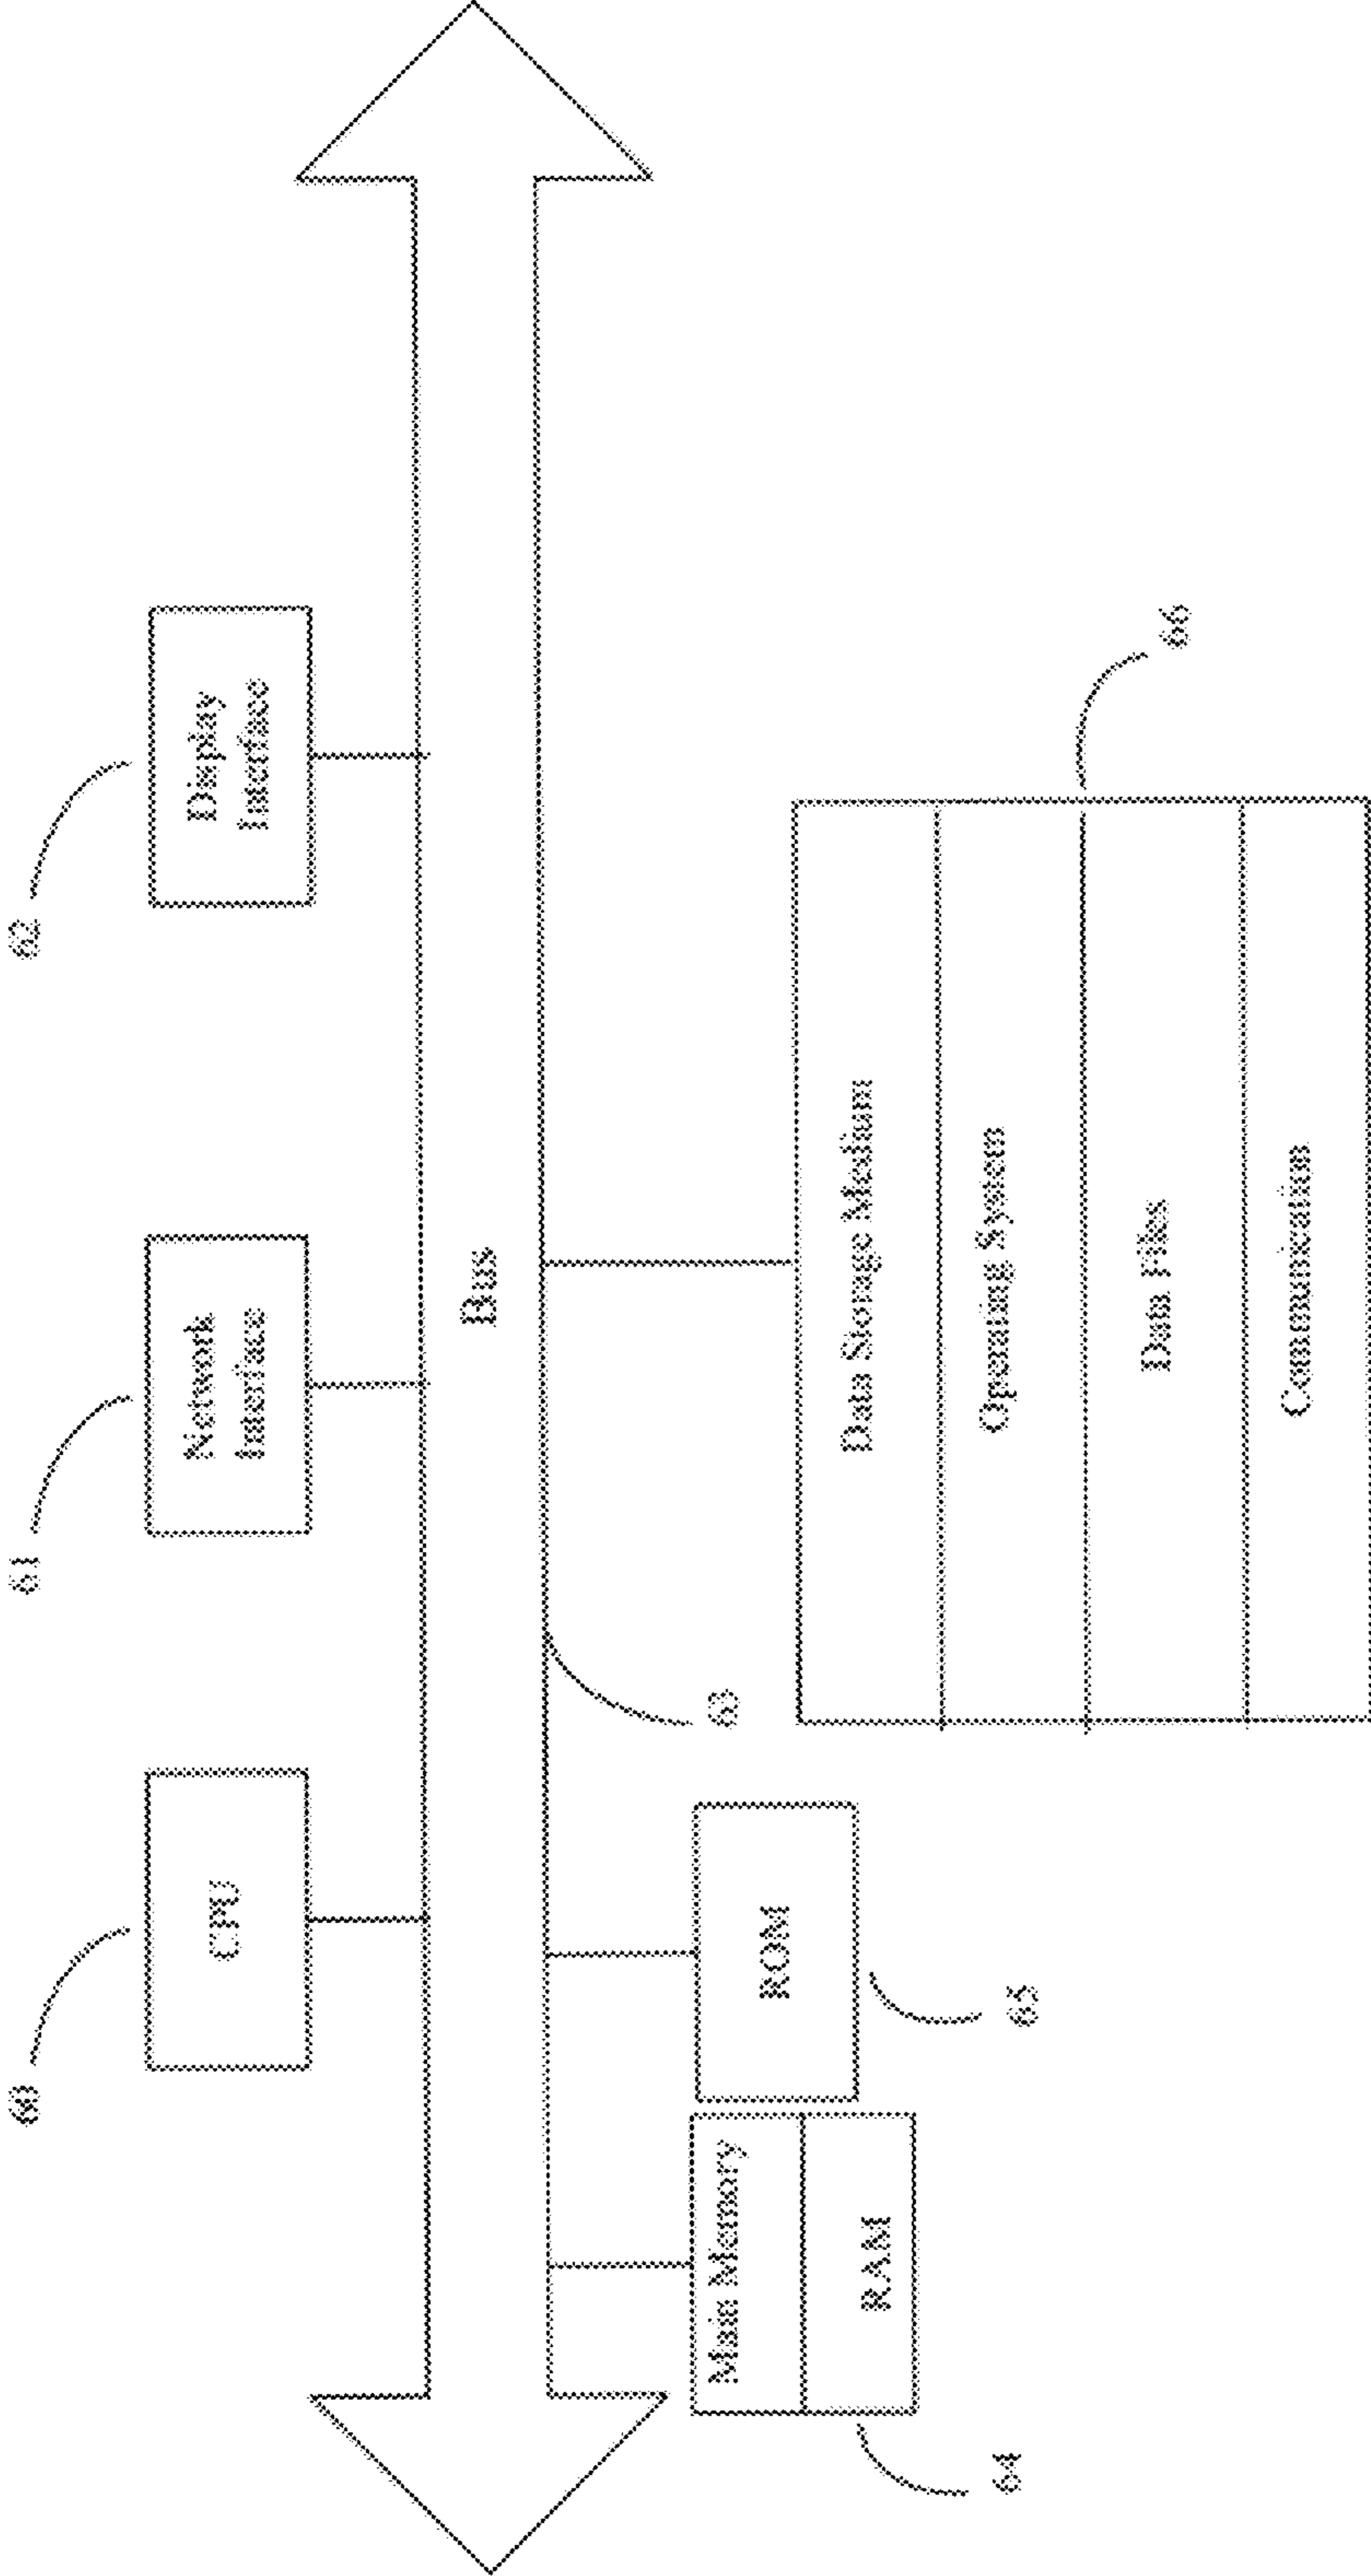 60
61
62
CPU
Network
Interface
Display
Interface
Bus
63
Main Memory
RAM
64
ROM
65
Data Storage Medium
Operating System
Data Files
Communication
66